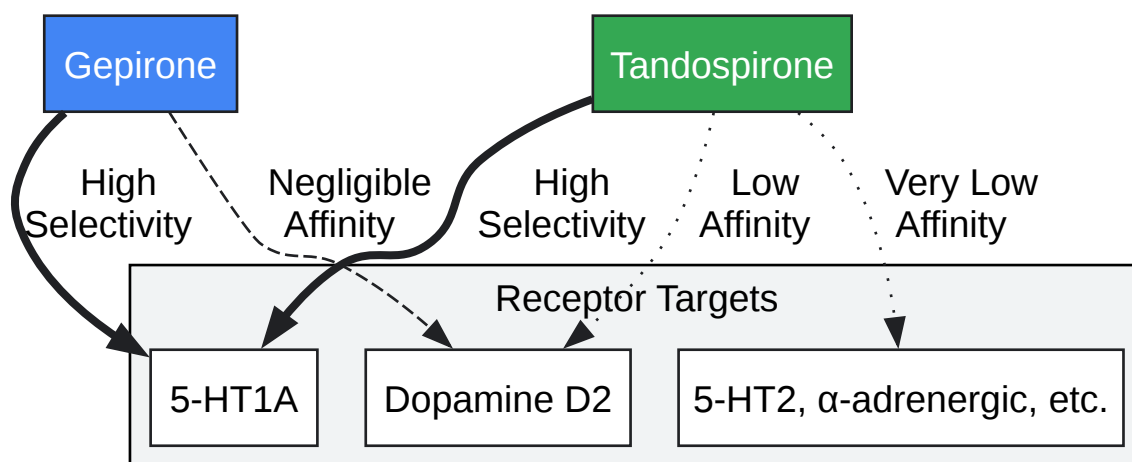 Gepirone
Tandospirone
High
Selectivity
Negligible
Affinity
High
Selectivity
Low
Affinity
Very Low
Affinity
Receptor Targets
5-HT1A
Dopamine D2
5-HT2, α-adrenergic, etc.